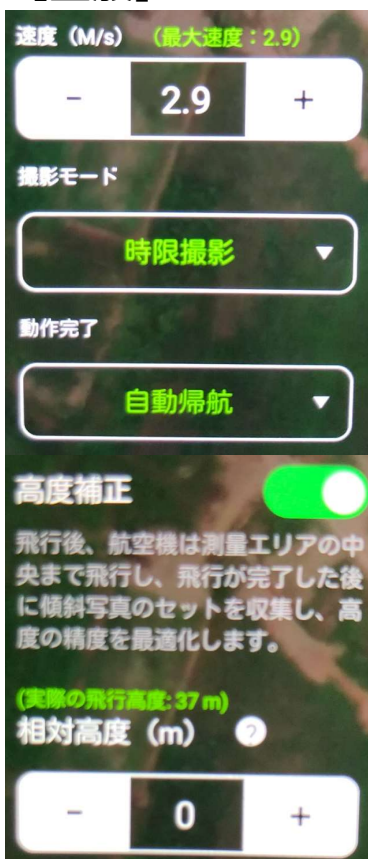 速度（M/s） （最大速度：2.9）
－ 2.9 ＋
撮影モード
時限撮影 ▼
動作完了
自動帰航 ▼
高度補正
飛行後、航空機は測量エリアの中
央まで飛行し、飛行が完了した後
に傾斜写真のセットを収集し、高
度の精度を最適化します。
(実際の飛行高度: 37 m)
相対高度（m） ?
－ 0 ＋